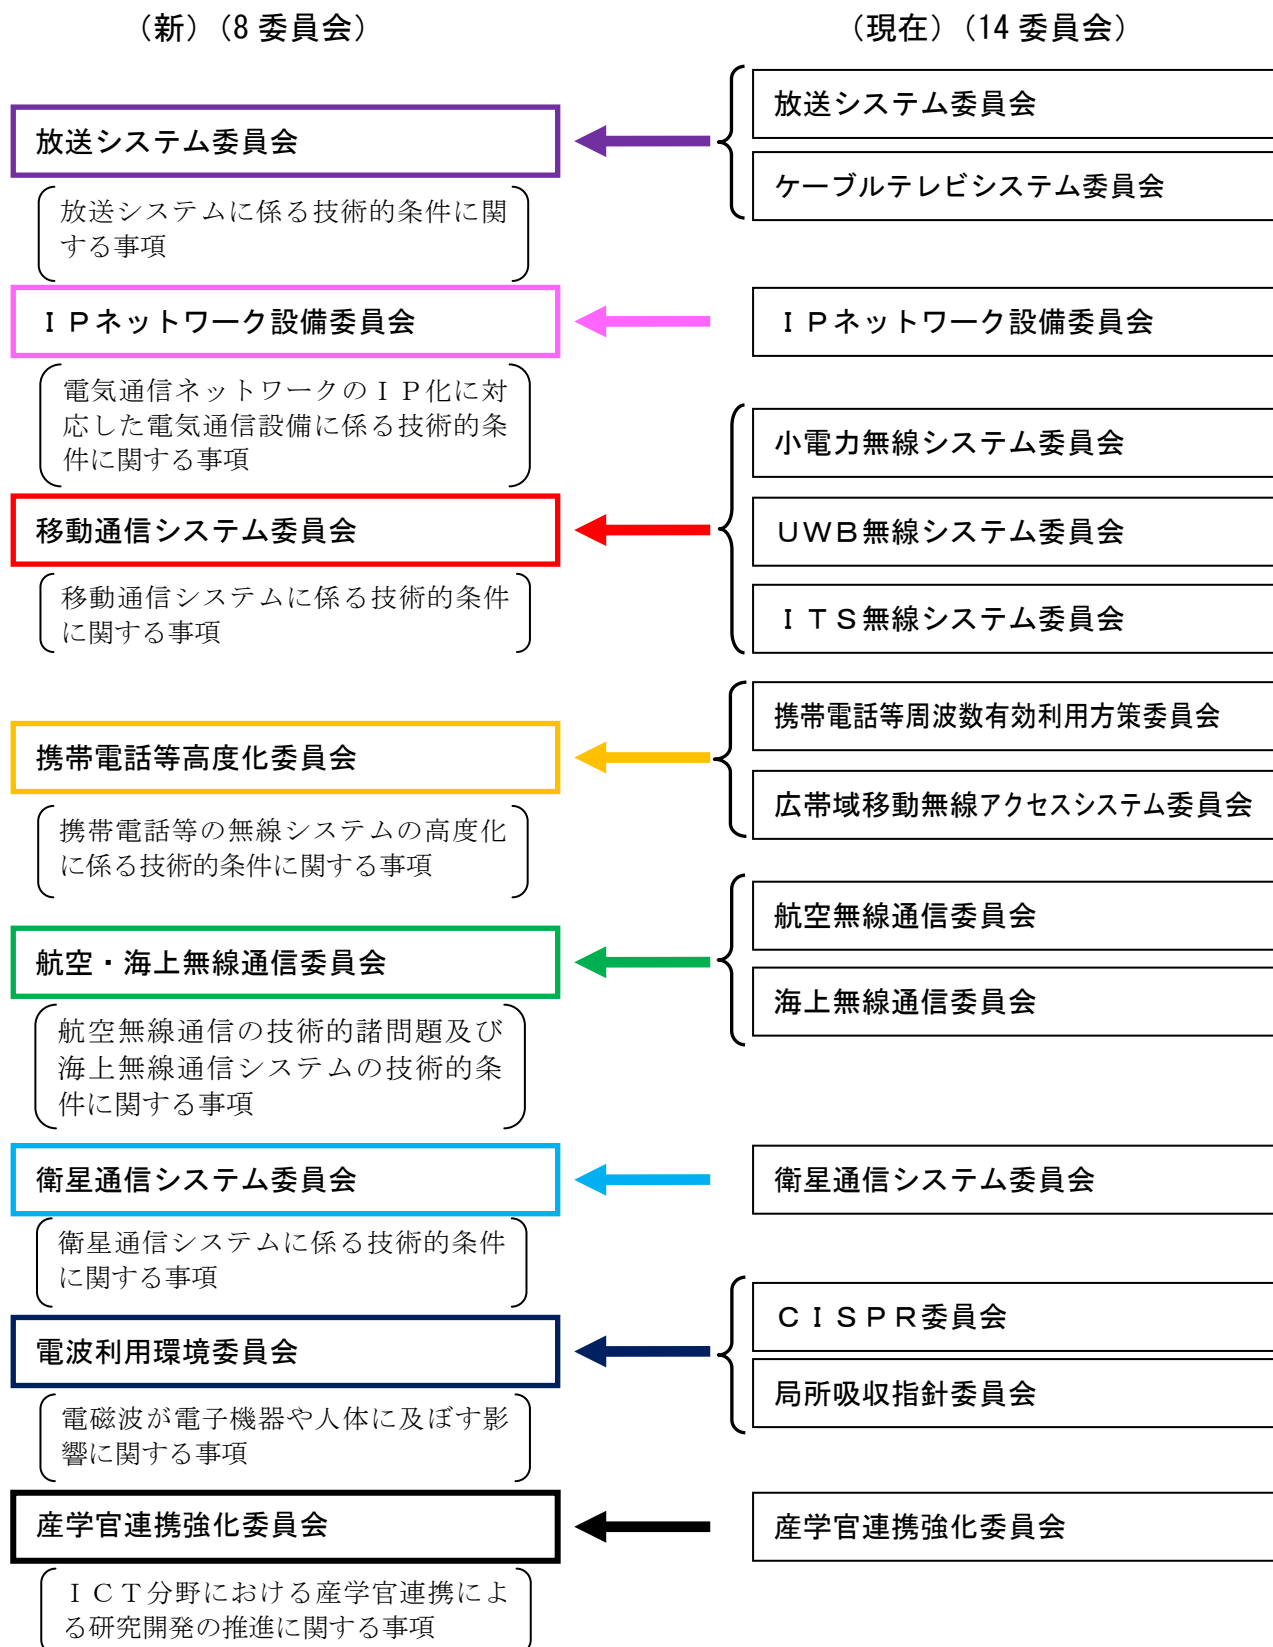 （新）（8 委員会）
（現在）（14 委員会）
放送システム委員会
放送システムに係る技術的条件に関
する事項
放送システム委員会
ケーブルテレビシステム委員会
ＩＰネットワーク設備委員会
電気通信ネットワークのＩＰ化に対
応した電気通信設備に係る技術的条
件に関する事項
ＩＰネットワーク設備委員会
移動通信システム委員会
移動通信システムに係る技術的条件
に関する事項
小電力無線システム委員会
ＵＷＢ無線システム委員会
ＩＴＳ無線システム委員会
携帯電話等高度化委員会
携帯電話等の無線システムの高度化
に係る技術的条件に関する事項
携帯電話等周波数有効利用方策委員会
広帯域移動無線アクセスシステム委員会
航空・海上無線通信委員会
航空無線通信の技術的諸問題及び
海上無線通信システムの技術的条
件に関する事項
航空無線通信委員会
海上無線通信委員会
衛星通信システム委員会
衛星通信システムに係る技術的条件
に関する事項
衛星通信システム委員会
電波利用環境委員会
電磁波が電子機器や人体に及ぼす影
響に関する事項
ＣＩＳＰＲ委員会
局所吸収指針委員会
産学官連携強化委員会
ＩＣＴ分野における産学官連携によ
る研究開発の推進に関する事項
産学官連携強化委員会